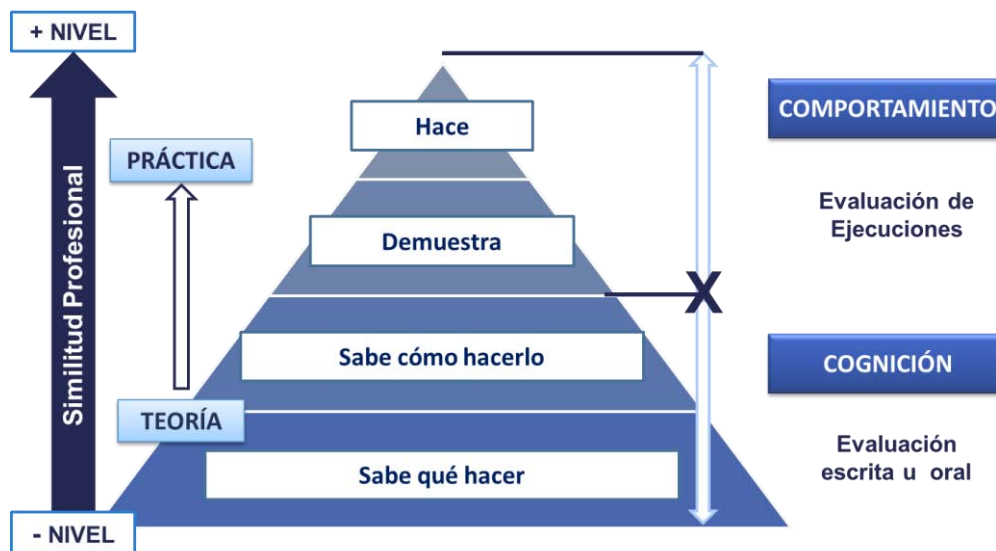 + NIVEL
Similitud Profesional
- NIVEL
PRÁCTICA
TEORÍA
Hace
Demuestra
Sabe cómo hacerlo
Sabe qué hacer
X
COMPORTAMIENTO
Evaluación de
Ejecuciones
COGNICIÓN
Evaluación
escrita u oral